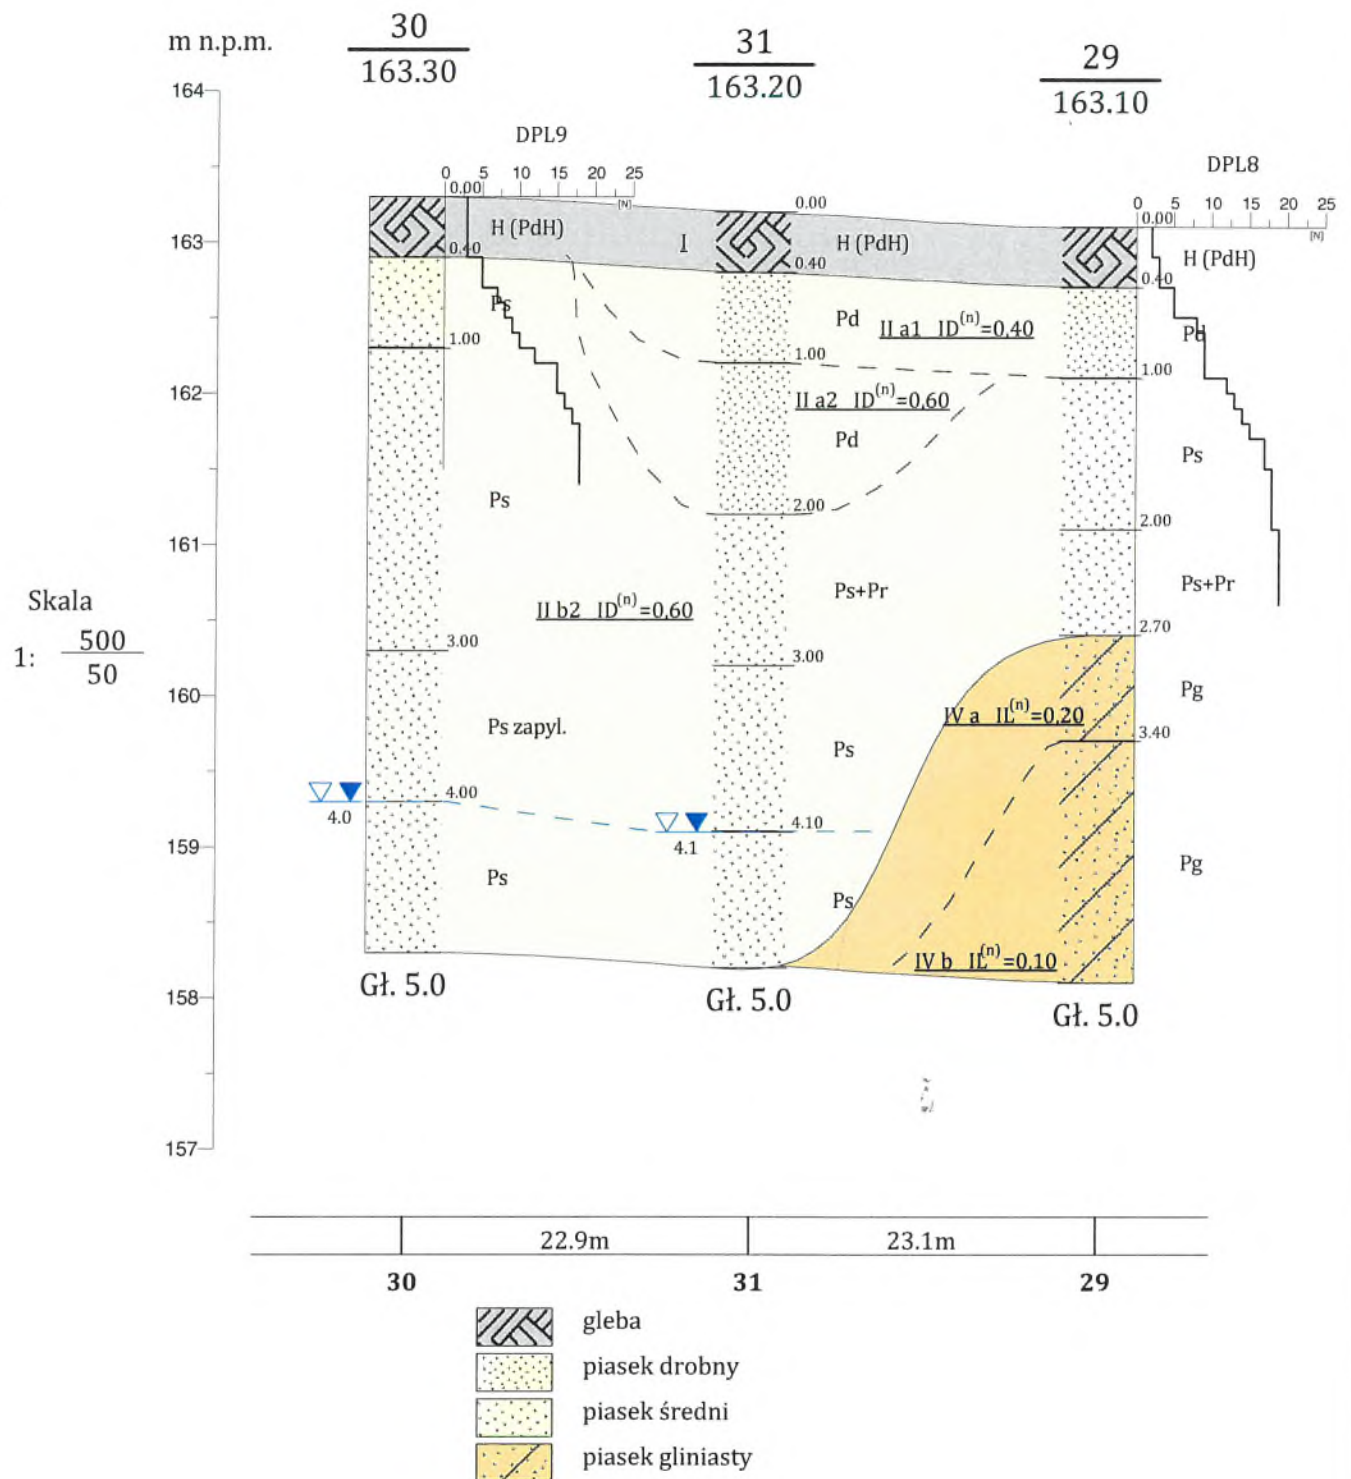 m n.p.m.
30
163.30
31
163.20
29
163.10
164
163
162
161
160
159
158
157
Skala
1: 500
50
DPL9
0 5 10 15 20 25
[N]
DPL8
0 5 10 15 20 25
[N]
0.00
0.40
1.00
3.00
4.00
H (PdH)
Ps
Ps
Ps zapyl.
Ps
I
II b2 ID(n)=0,60
4.0
4.1
0.00
0.40
1.00
2.00
3.00
4.10
H (PdH)
Pd
II a1 ID(n)=0,40
II a2 ID(n)=0,60
Pd
Ps+Pr
Ps
Ps
IV a IL(n)=0,20
IV b IL(n)=0,10
0.00
0.40
1.00
2.00
2.70
3.40
H (PdH)
Pd
Ps
Ps+Pr
Pg
Pg
Gł. 5.0
Gł. 5.0
Gł. 5.0
22.9m
23.1m
30
31
29
gleba
piasek drobny
piasek średni
piasek gliniasty